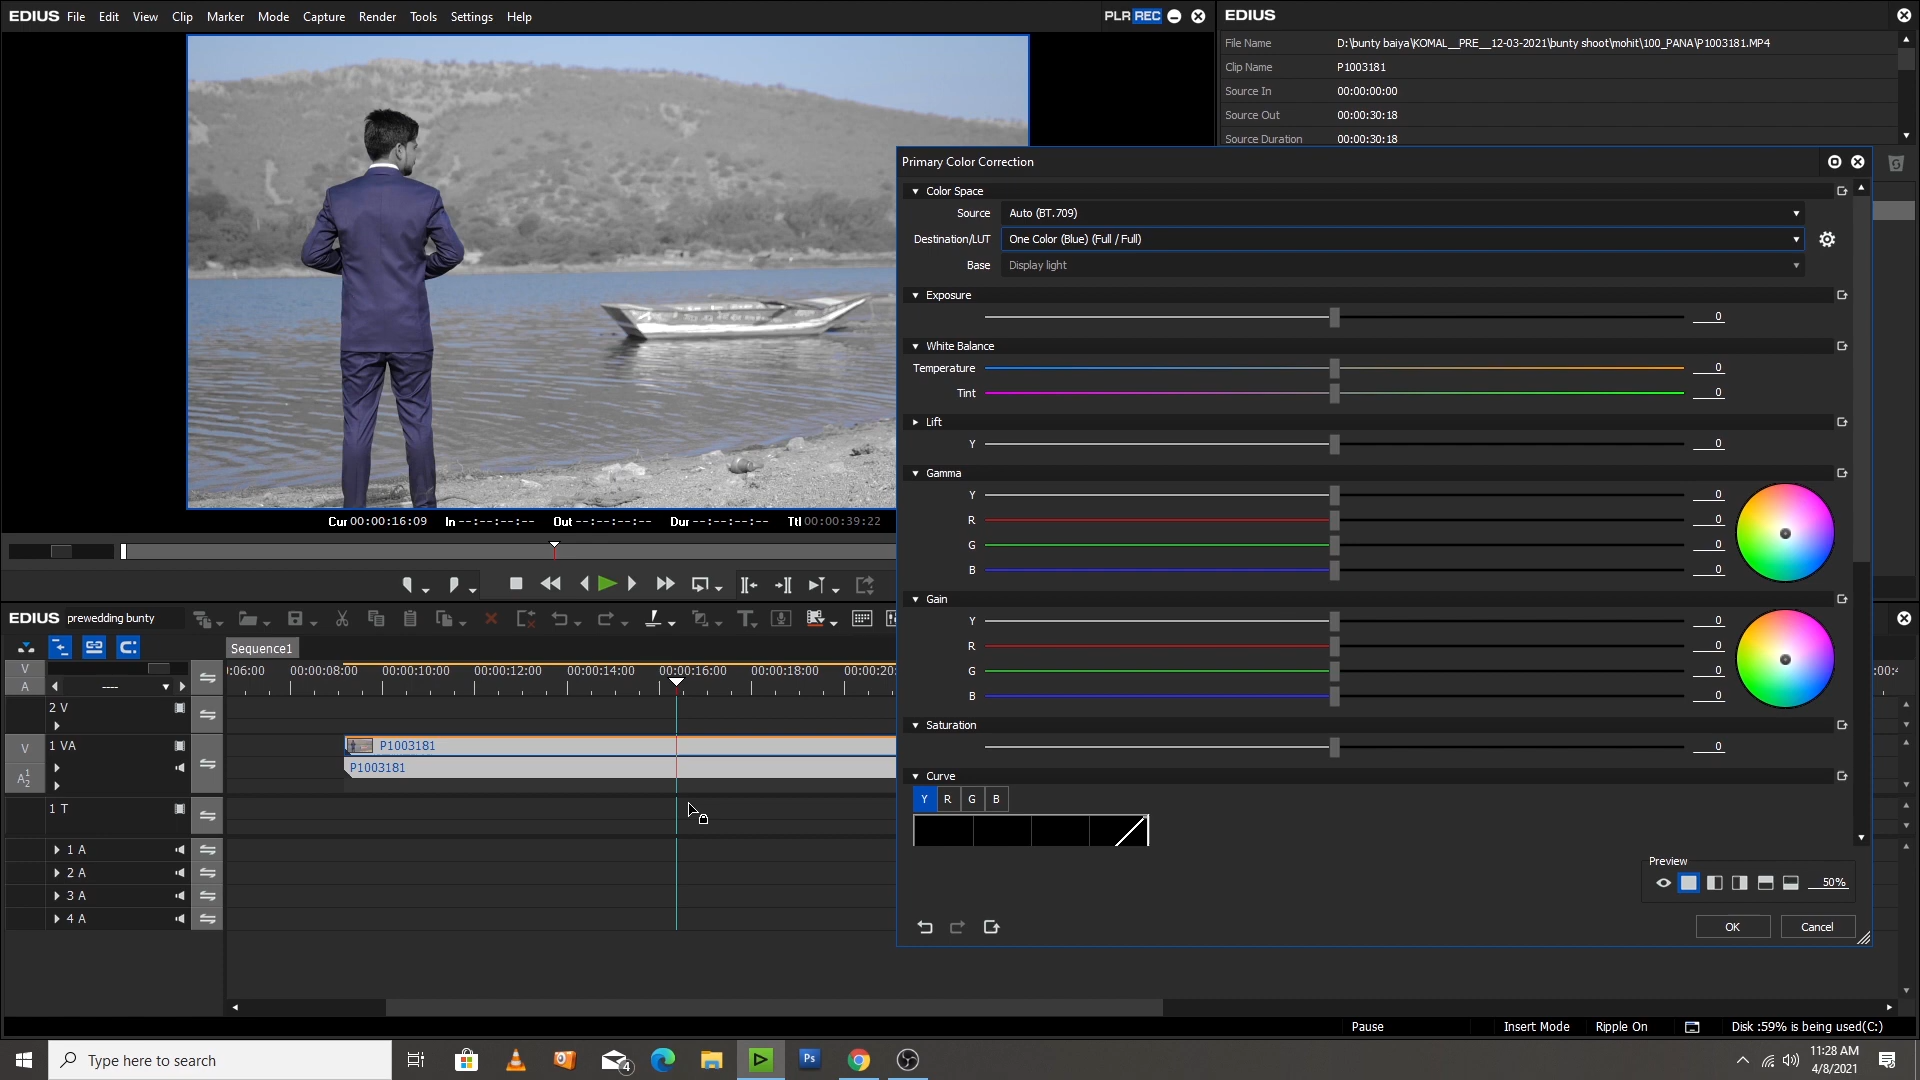 EDIUS File Edit View Clip Marker Mode Capture Render Tools Settings Help
PLR REC
EDIUS
File Name D:\bunty baiya\KOMAL__PRE__12-03-2021\bunty shoot\mohit\100_PANA\P1003181.MP4
Clip Name P1003181
Source In 00:00:00:00
Source Out 00:00:30:18
Source Duration 00:00:30:18
Primary Color Correction
Color Space
Source Auto (BT.709)
Destination/LUT One Color (Blue) (Full / Full)
Base Display light
Exposure
0
White Balance
Temperature 0
Tint 0
Lift
Y 0
Gamma
Y 0
R 0
G 0
B 0
Gain
Y 0
R 0
G 0
B 0
Saturation
0
Curve
Y R G B
Preview
50%
OK Cancel
Cur 00:00:16:09 In --:--:--:-- Out --:--:--:-- Dur --:--:--:-- Ttl 00:00:39:22
EDIUS prewedding bunty
Sequence1
V
A
----
):06:00 00:00:08:00 00:00:10:00 00:00:12:00 00:00:14:00 00:00:16:00 00:00:18:00 00:00:20:
00:4
2 V
V 1 VA P1003181
A12 P1003181
1 T
1 A
2 A
3 A
4 A
Pause Insert Mode Ripple On Disk :59% is being used(C:)
Type here to search
4
Ps
11:28 AM
4/8/2021